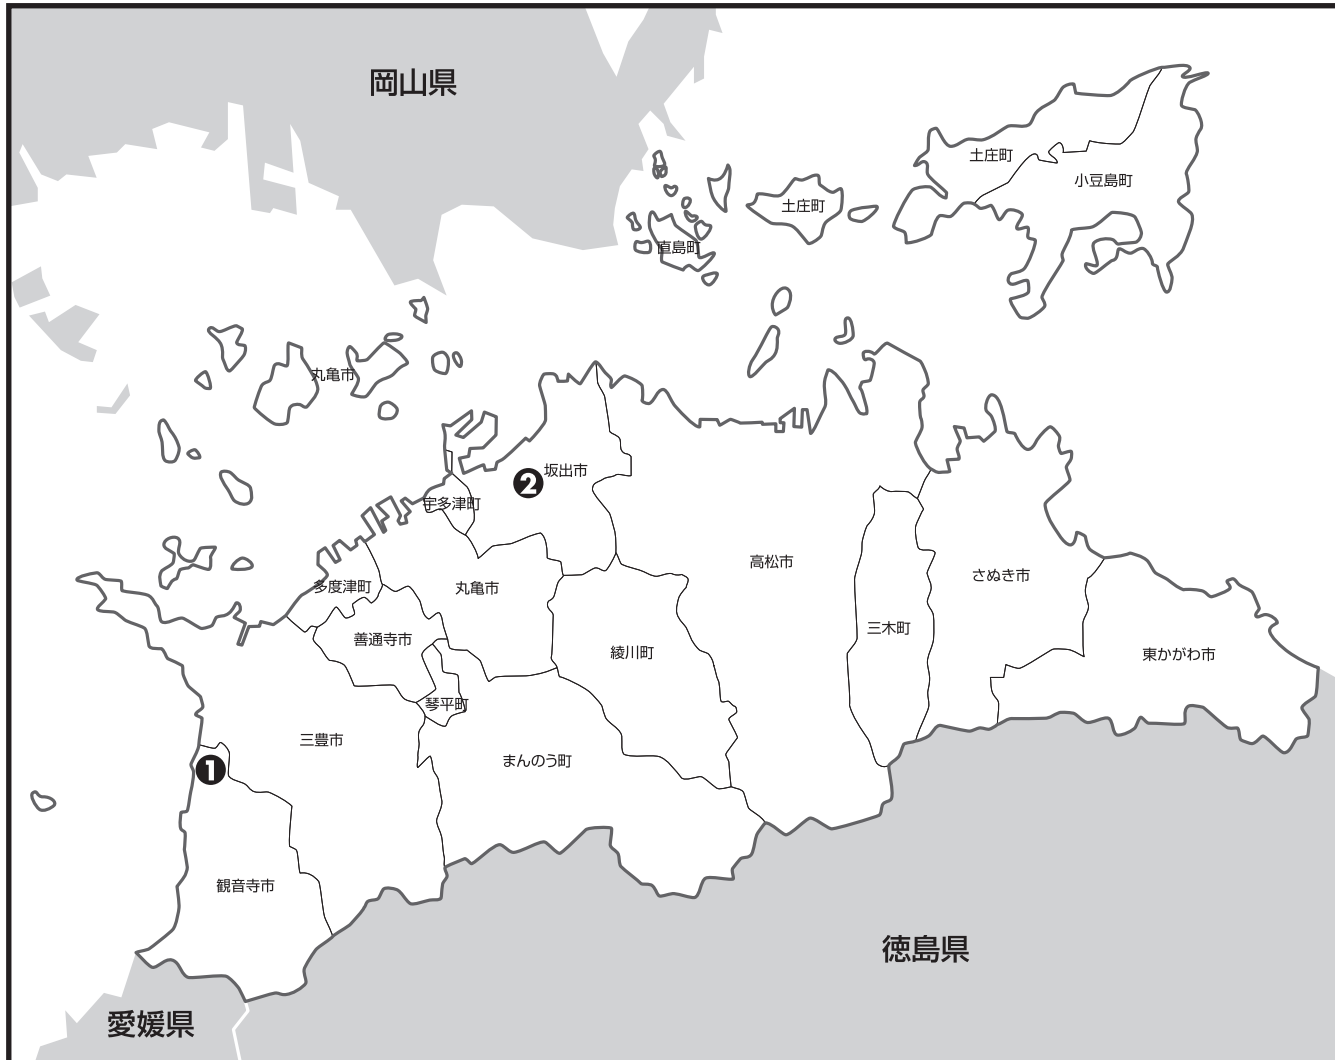 岡山県
土庄町
小豆島町
土庄町
直島町
丸亀市
坂出市
2
宇多津町
高松市
さぬき市
多度津町
丸亀市
三木町
善通寺市
綾川町
東かがわ市
琴平町
三豊市
まんのう町
1
観音寺市
徳島県
愛媛県